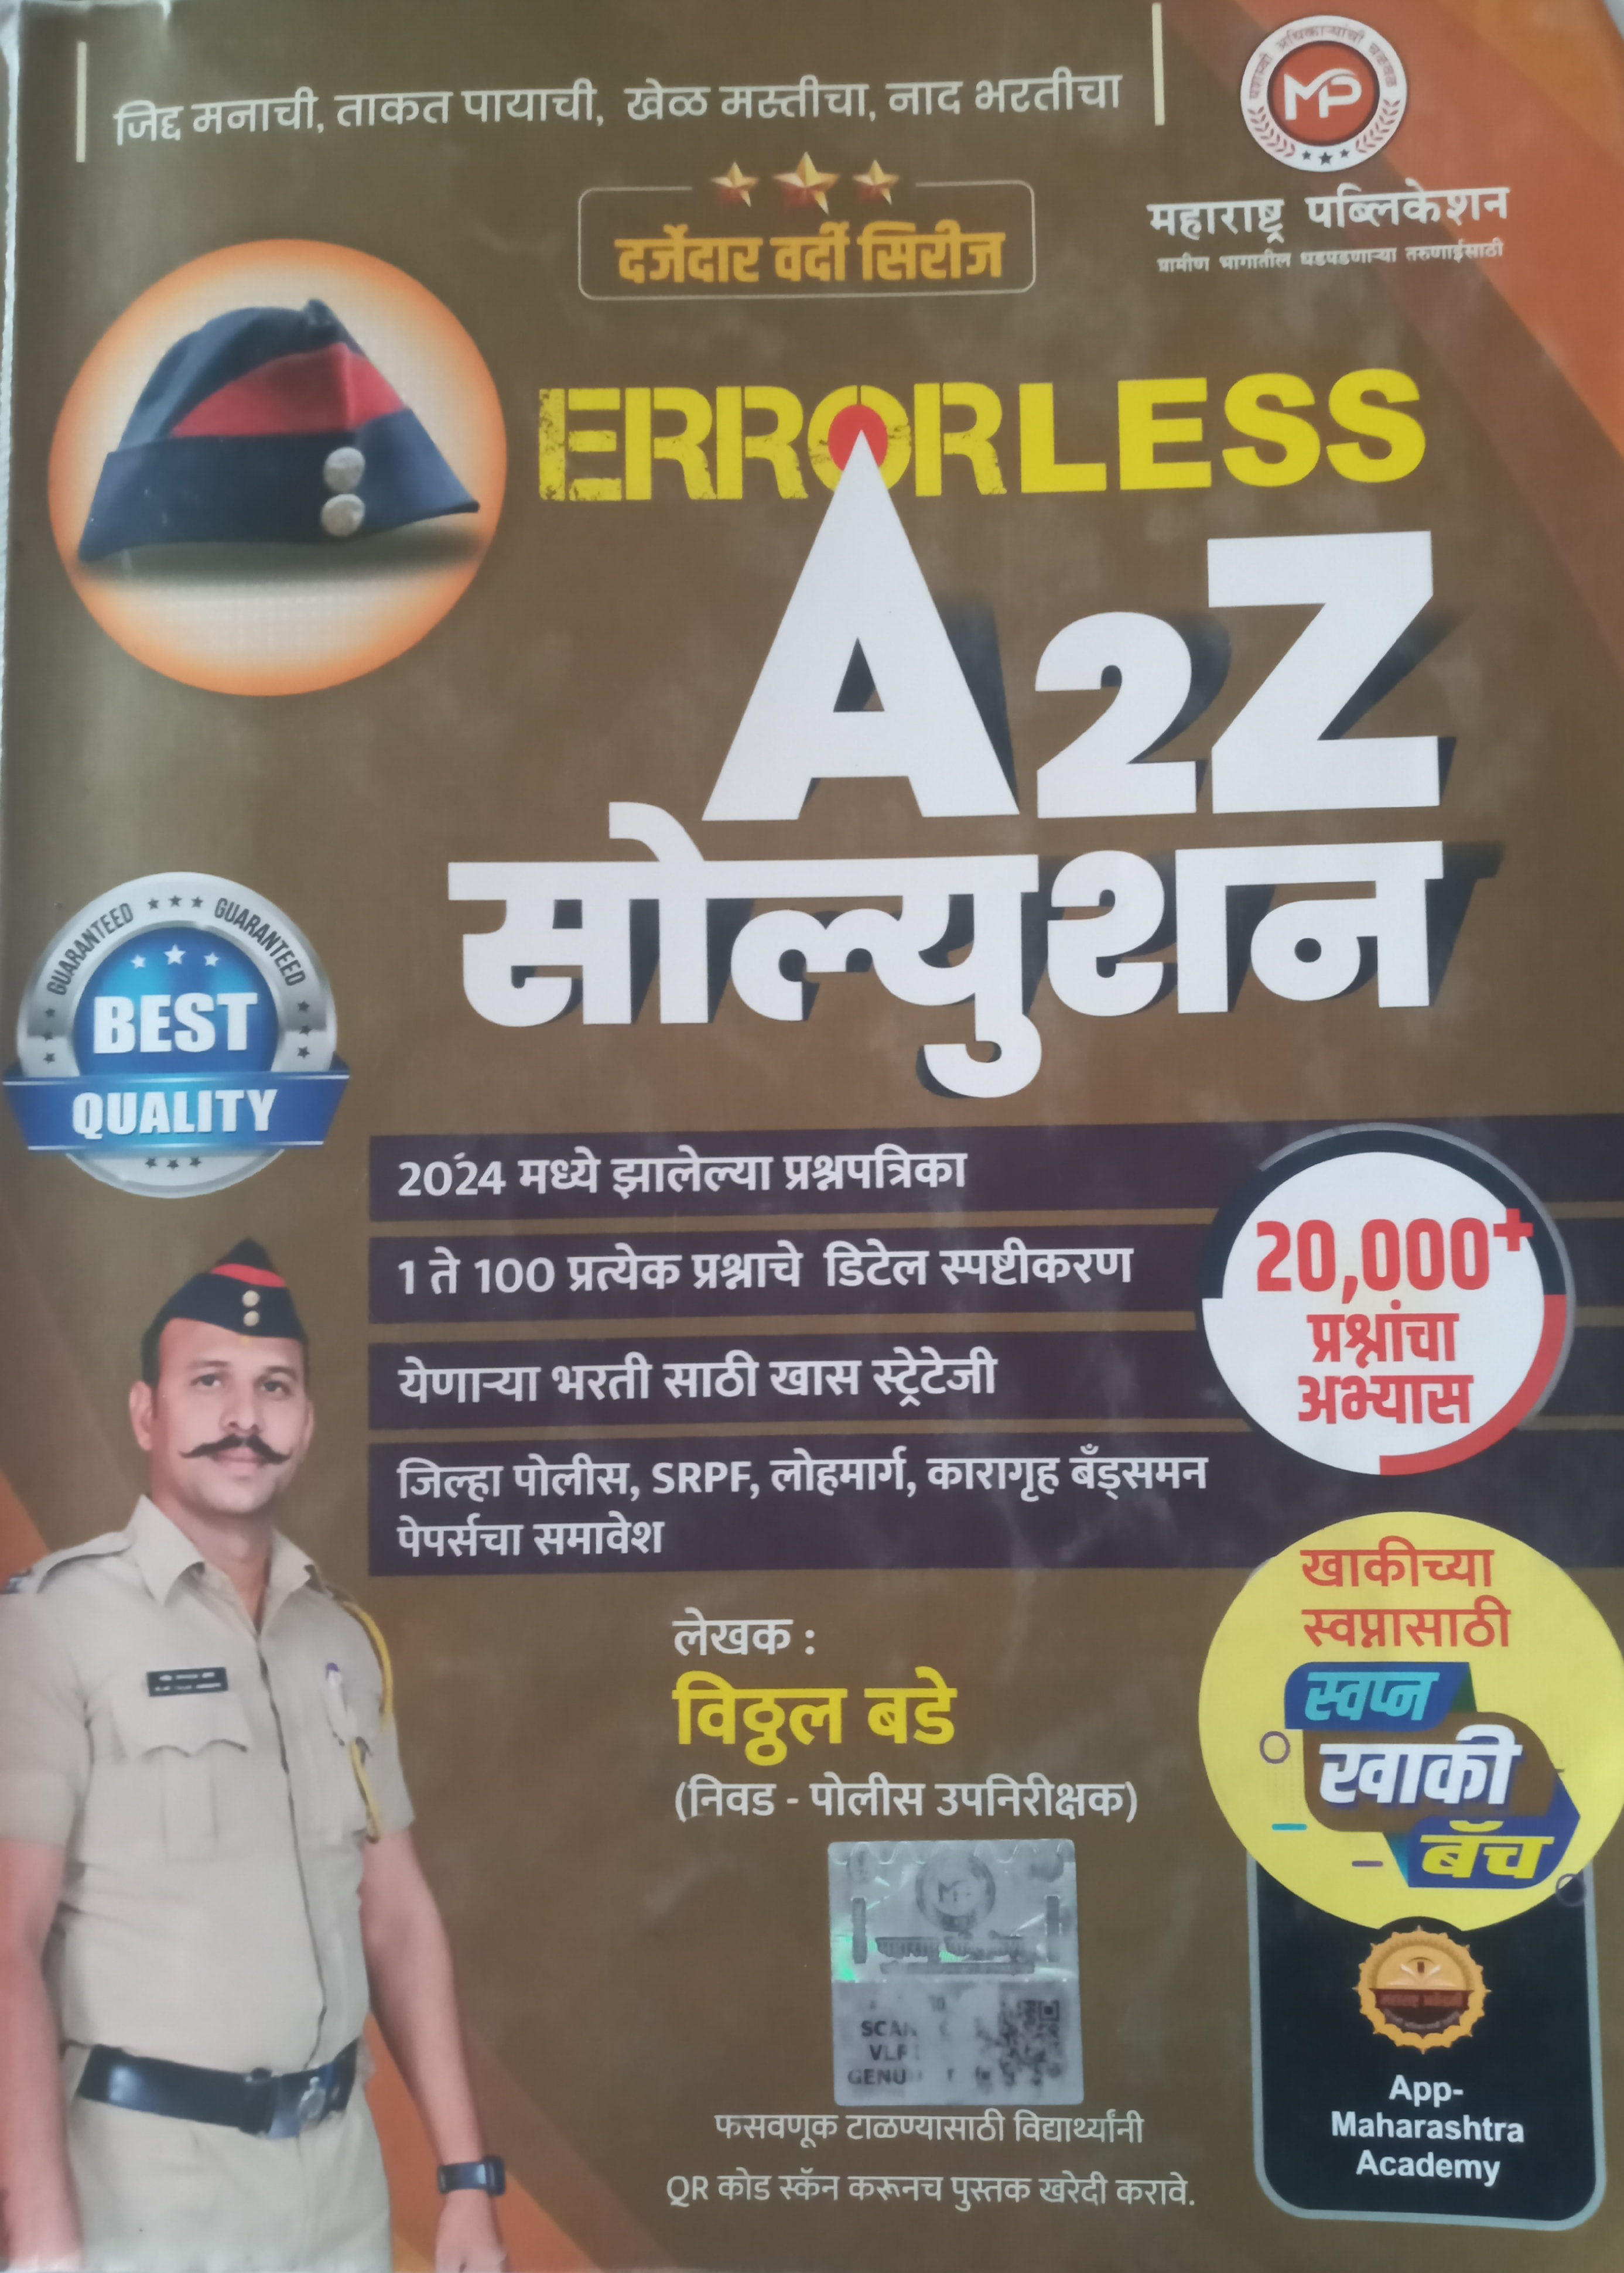 जिद्द मनाची, ताकत पायाची, खेळ मस्तीचा, नाद भरतीचा
MP
महाराष्ट्र पब्लिकेशन
ग्रामीण भागातील धडपडणाऱ्या तरुणाईसाठी
दर्जेदार वर्दी सिरीज
ERRORLESS
A2Z
सोल्युशन
GUARANTEED GUARANTEED
BEST
QUALITY
2024 मध्ये झालेल्या प्रश्नपत्रिका
1 ते 100 प्रत्येक प्रश्नाचे डिटेल स्पष्टीकरण
येणाऱ्या भरती साठी खास स्ट्रेटेजी
जिल्हा पोलीस, SRPF, लोहमार्ग, कारागृह बँड्समन
पेपर्सचा समावेश
20,000+
प्रश्नांचा
अभ्यास
खाकीच्या
स्वप्नासाठी
स्वप्न
खाकी
बॅच
लेखक :
विठ्ठल बडे
(निवड - पोलीस उपनिरीक्षक)
MP
SCAN
फसवणूक टाळण्यासाठी विद्यार्थ्यांनी
QR कोड स्कॅन करूनच पुस्तक खरेदी करावे.
App-
Maharashtra
Academy